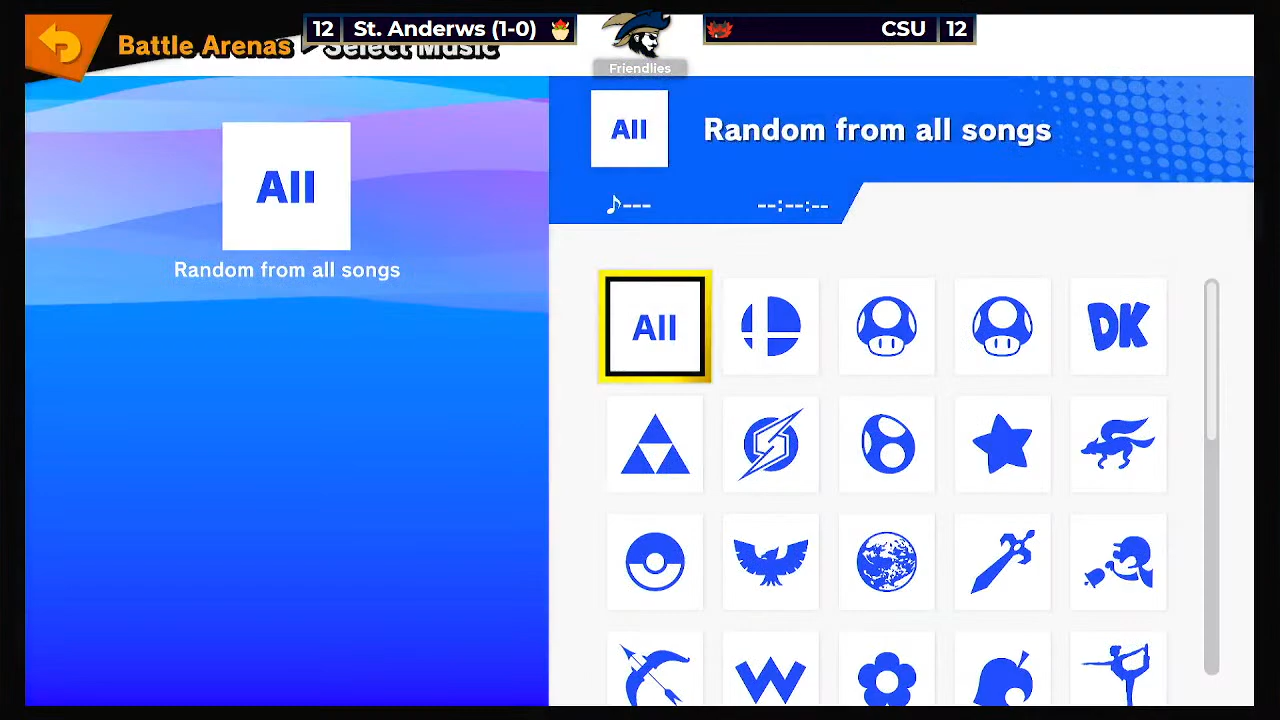 12 St. Anderws (1-0)
CSU 12
Battle Arenas
Select Music
Friendlies
All
Random from all songs
All
Random from all songs
♪--- --:--:--
All
DK